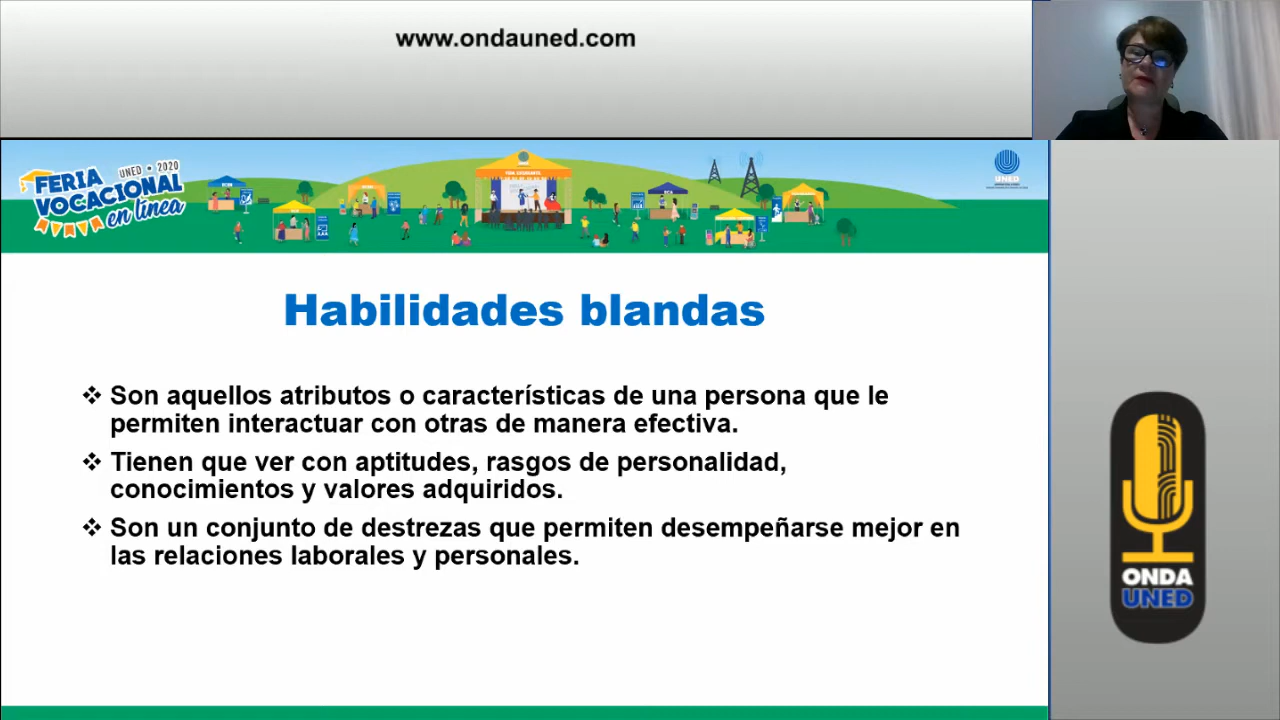 www.ondauned.com
UNED • 2020
FERIA
VOCACIONAL
en línea
UNED
Habilidades blandas
❖ Son aquellos atributos o características de una persona que le
permiten interactuar con otras de manera efectiva.
❖ Tienen que ver con aptitudes, rasgos de personalidad,
conocimientos y valores adquiridos.
❖ Son un conjunto de destrezas que permiten desempeñarse mejor en
las relaciones laborales y personales.
ONDA
UNED